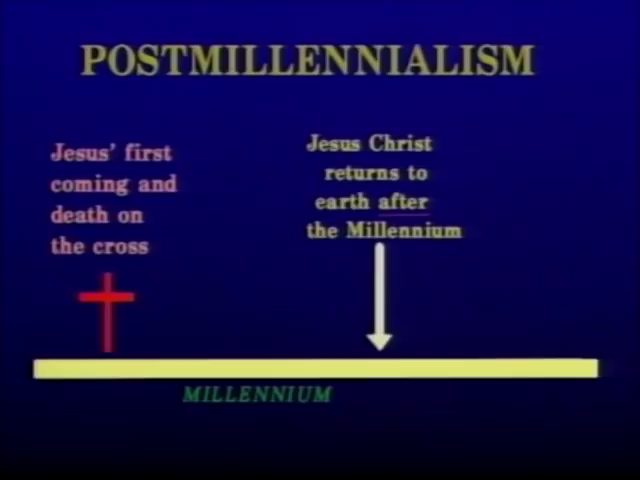 POSTMILLENNIALISM
Jesus' first
coming and
death on
the cross
Jesus Christ
returns to
earth after
the Millennium
MILLENNIUM